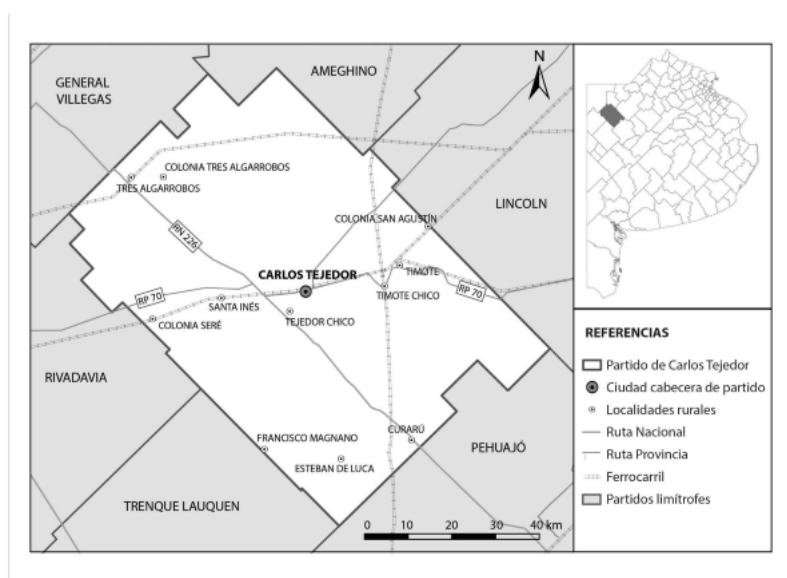 GENERAL
VILLEGAS
AMEGHINO
N
COLONIA TRES ALGARROBOS
TRES ALGARROBOS
LINCOLN
COLONIA SAN AGUSTÍN
RN 226
CARLOS TEJEDOR
TIMOTE
RP 70
TIMOTE CHICO
RP 70
SANTA INÉS
COLONIA SERÉ
TEJEDOR CHICO
RIVADAVIA
CURARÚ
FRANCISCO MAGNANO
PEHUAJÓ
ESTEBAN DE LUCA
TRENQUE LAUQUEN
0 10 20 30 40 km
REFERENCIAS
Partido de Carlos Tejedor
Ciudad cabecera de partido
Localidades rurales
Ruta Nacional
Ruta Provincia
Ferrocarril
Partidos limítrofes